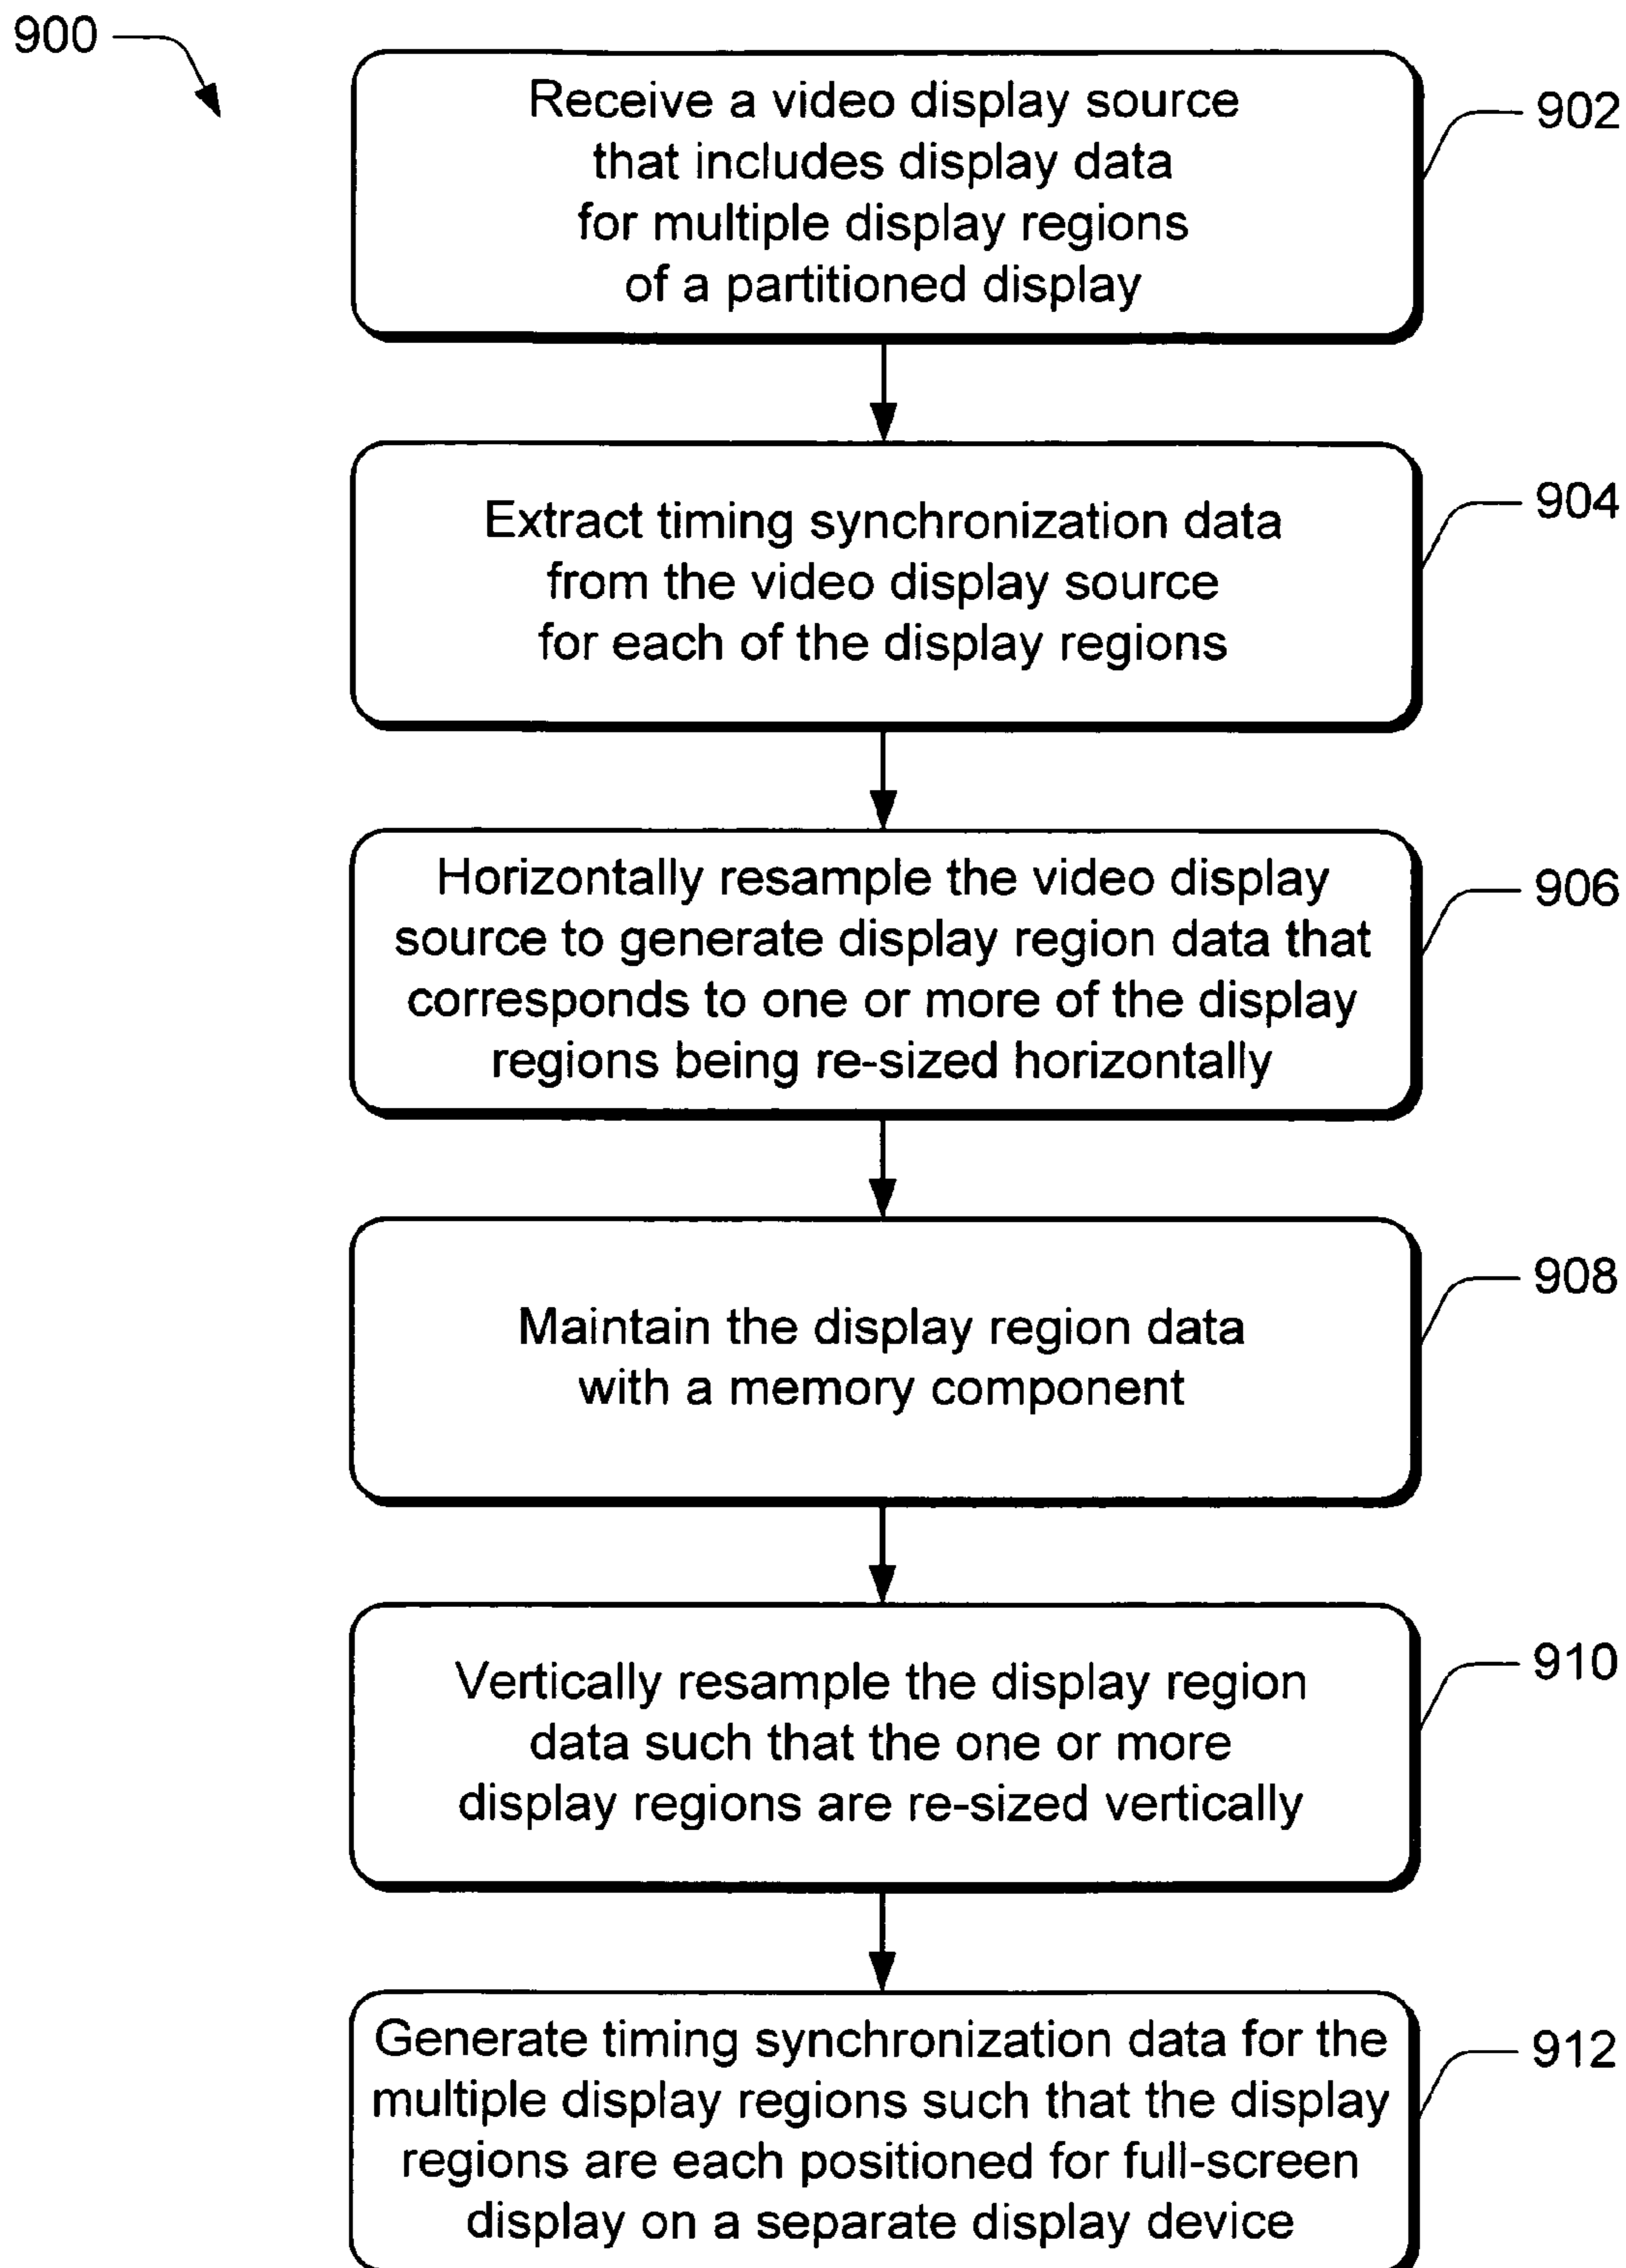 900
Receive a video display source
that includes display data
for multiple display regions
of a partitioned display
902
Extract timing synchronization data
from the video display source
for each of the display regions
904
Horizontally resample the video display
source to generate display region data that
corresponds to one or more of the display
regions being re-sized horizontally
906
Maintain the display region data
with a memory component
908
Vertically resample the display region
data such that the one or more
display regions are re-sized vertically
910
Generate timing synchronization data for the
multiple display regions such that the display
regions are each positioned for full-screen
display on a separate display device
912